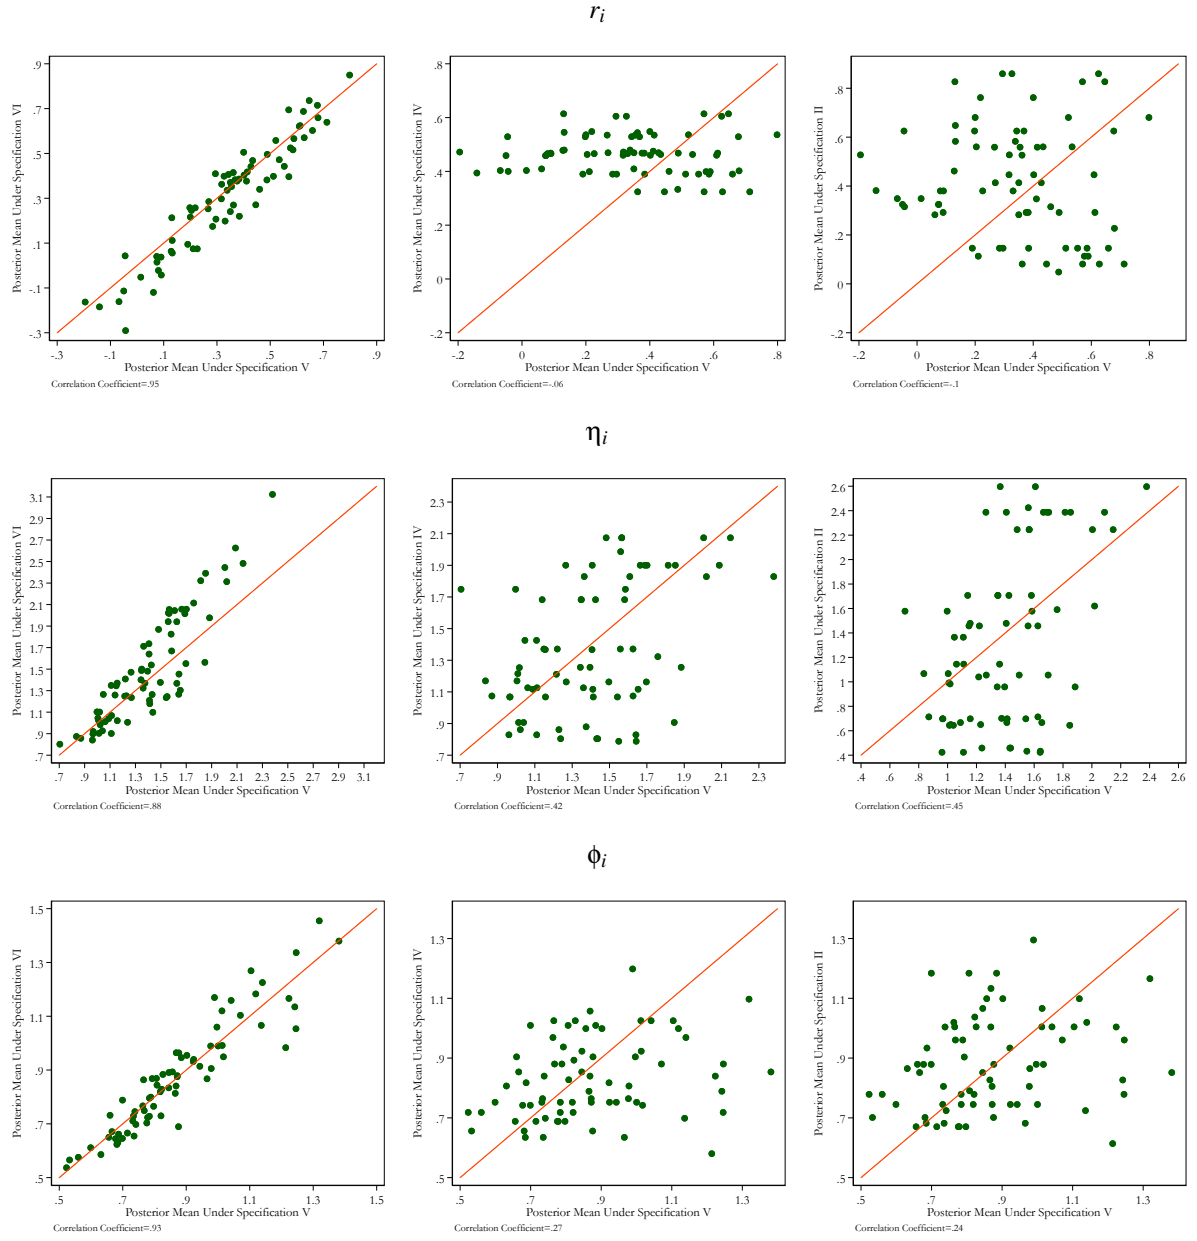 r_i
Posterior Mean Under Specification VI
.9
.7
.5
.3
.1
-.1
-.3
-.3 -.1 .1 .3 .5 .7 .9
Posterior Mean Under Specification V
Correlation Coefficient=.95
Posterior Mean Under Specification IV
.8
.6
.4
.2
0
-.2
-.2 0 .2 .4 .6 .8
Posterior Mean Under Specification V
Correlation Coefficient=-.06
Posterior Mean Under Specification II
.8
.6
.4
.2
0
-.2
-.2 0 .2 .4 .6 .8
Posterior Mean Under Specification V
Correlation Coefficient=-.1
η_i
Posterior Mean Under Specification VI
3.1
2.9
2.7
2.5
2.3
2.1
1.9
1.7
1.5
1.3
1.1
.9
.7
.7 .9 1.1 1.3 1.5 1.7 1.9 2.1 2.3 2.5 2.7 2.9 3.1
Posterior Mean Under Specification V
Correlation Coefficient=.88
Posterior Mean Under Specification IV
2.3
2.1
1.9
1.7
1.5
1.3
1.1
.9
.7
.7 .9 1.1 1.3 1.5 1.7 1.9 2.1 2.3
Posterior Mean Under Specification V
Correlation Coefficient=.42
Posterior Mean Under Specification II
2.6
2.4
2.2
2
1.8
1.6
1.4
1.2
1
.8
.6
.4
.4 .6 .8 1 1.2 1.4 1.6 1.8 2 2.2 2.4 2.6
Posterior Mean Under Specification V
Correlation Coefficient=.45
ϕ_i
Posterior Mean Under Specification VI
1.5
1.3
1.1
.9
.7
.5
.5 .7 .9 1.1 1.3 1.5
Posterior Mean Under Specification V
Correlation Coefficient=.93
Posterior Mean Under Specification IV
1.3
1.1
.9
.7
.5
.5 .7 .9 1.1 1.3
Posterior Mean Under Specification V
Correlation Coefficient=.27
Posterior Mean Under Specification II
1.3
1.1
.9
.7
.5
.5 .7 .9 1.1 1.3
Posterior Mean Under Specification V
Correlation Coefficient=.24